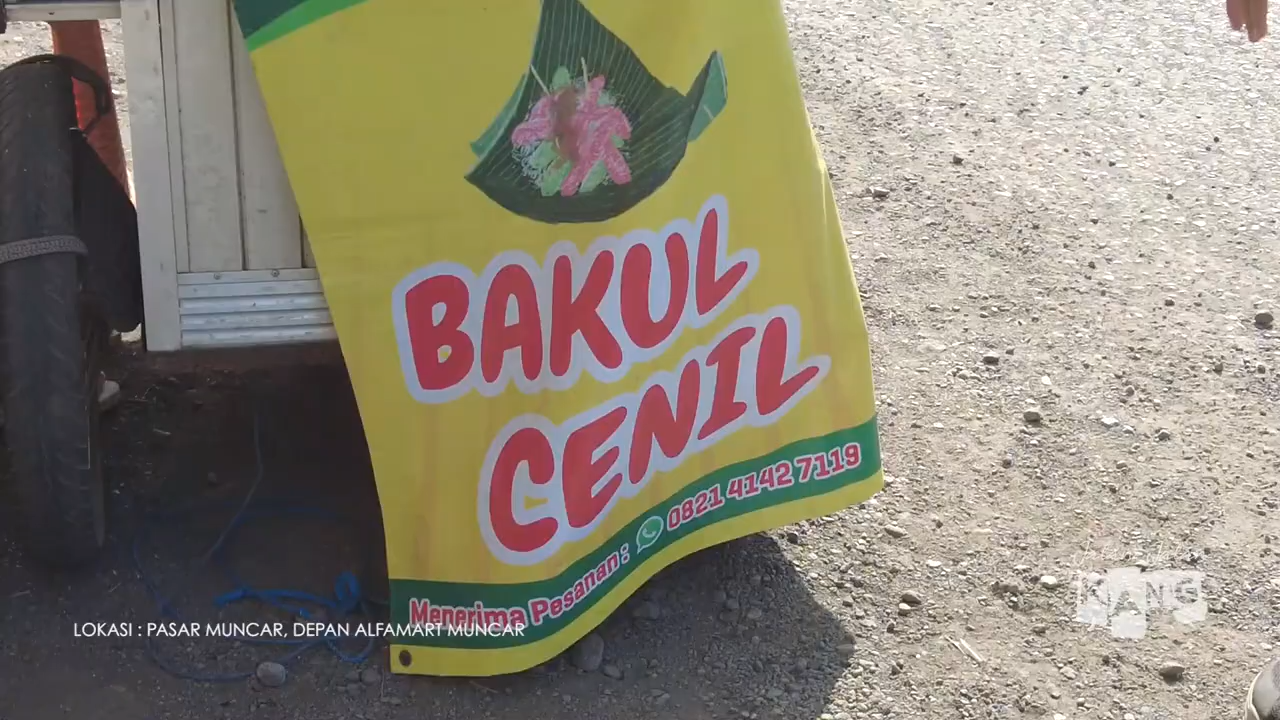 BAKUL
CENIL
Menerima Pesanan : 0821 4142 7119
LOKASI : PASAR MUNCAR, DEPAN ALFAMART MUNCAR
KANG